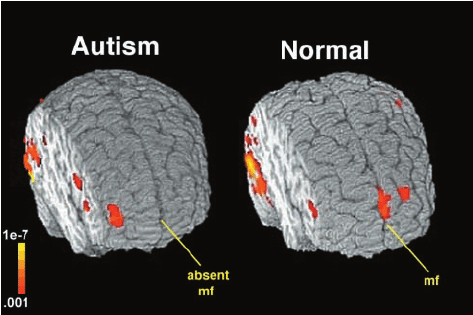 Autism
Normal
1e-7
.001
absent
mf
mf